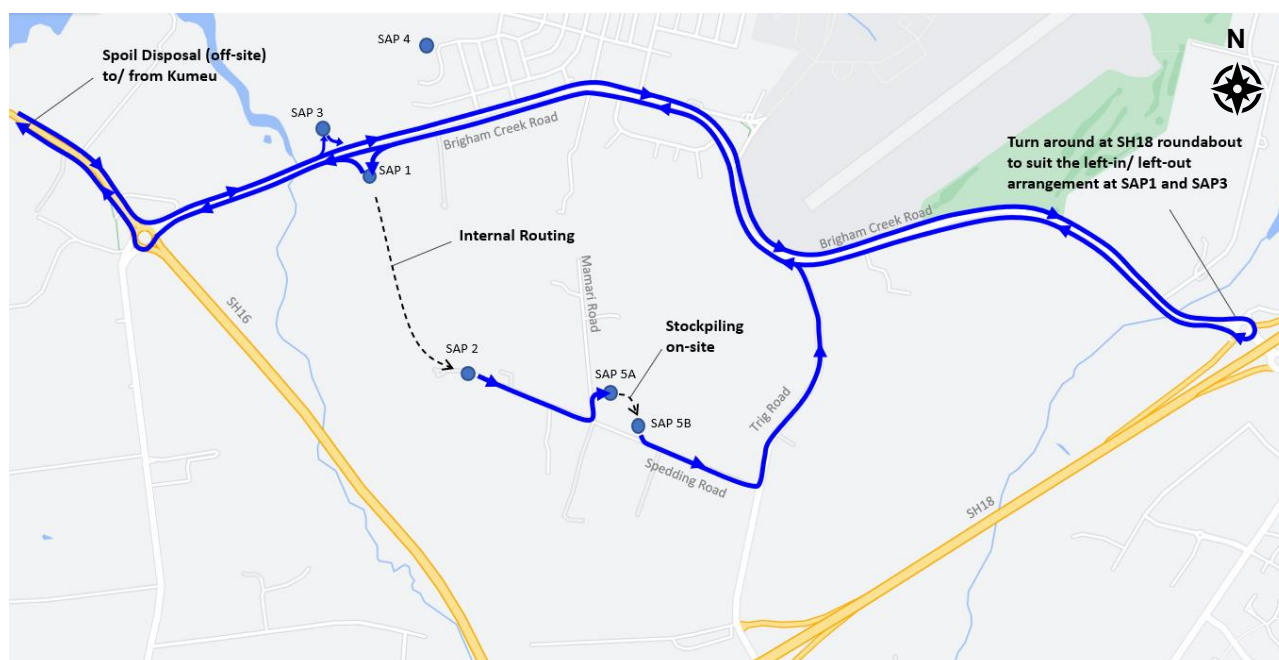 SAP 4
N
Spoil Disposal (off-site)
to/ from Kumeu
SAP 3
Brigham Creek Road
SAP 1
Turn around at SH18 roundabout
to suit the left-in/ left-out
arrangement at SAP1 and SAP3
Internal Routing
Brigham Creek Road
Mamari Road
SH16
Stockpiling
on-site
SAP 2
SAP 5A
SAP 5B
Trig Road
Spedding Road
SH18